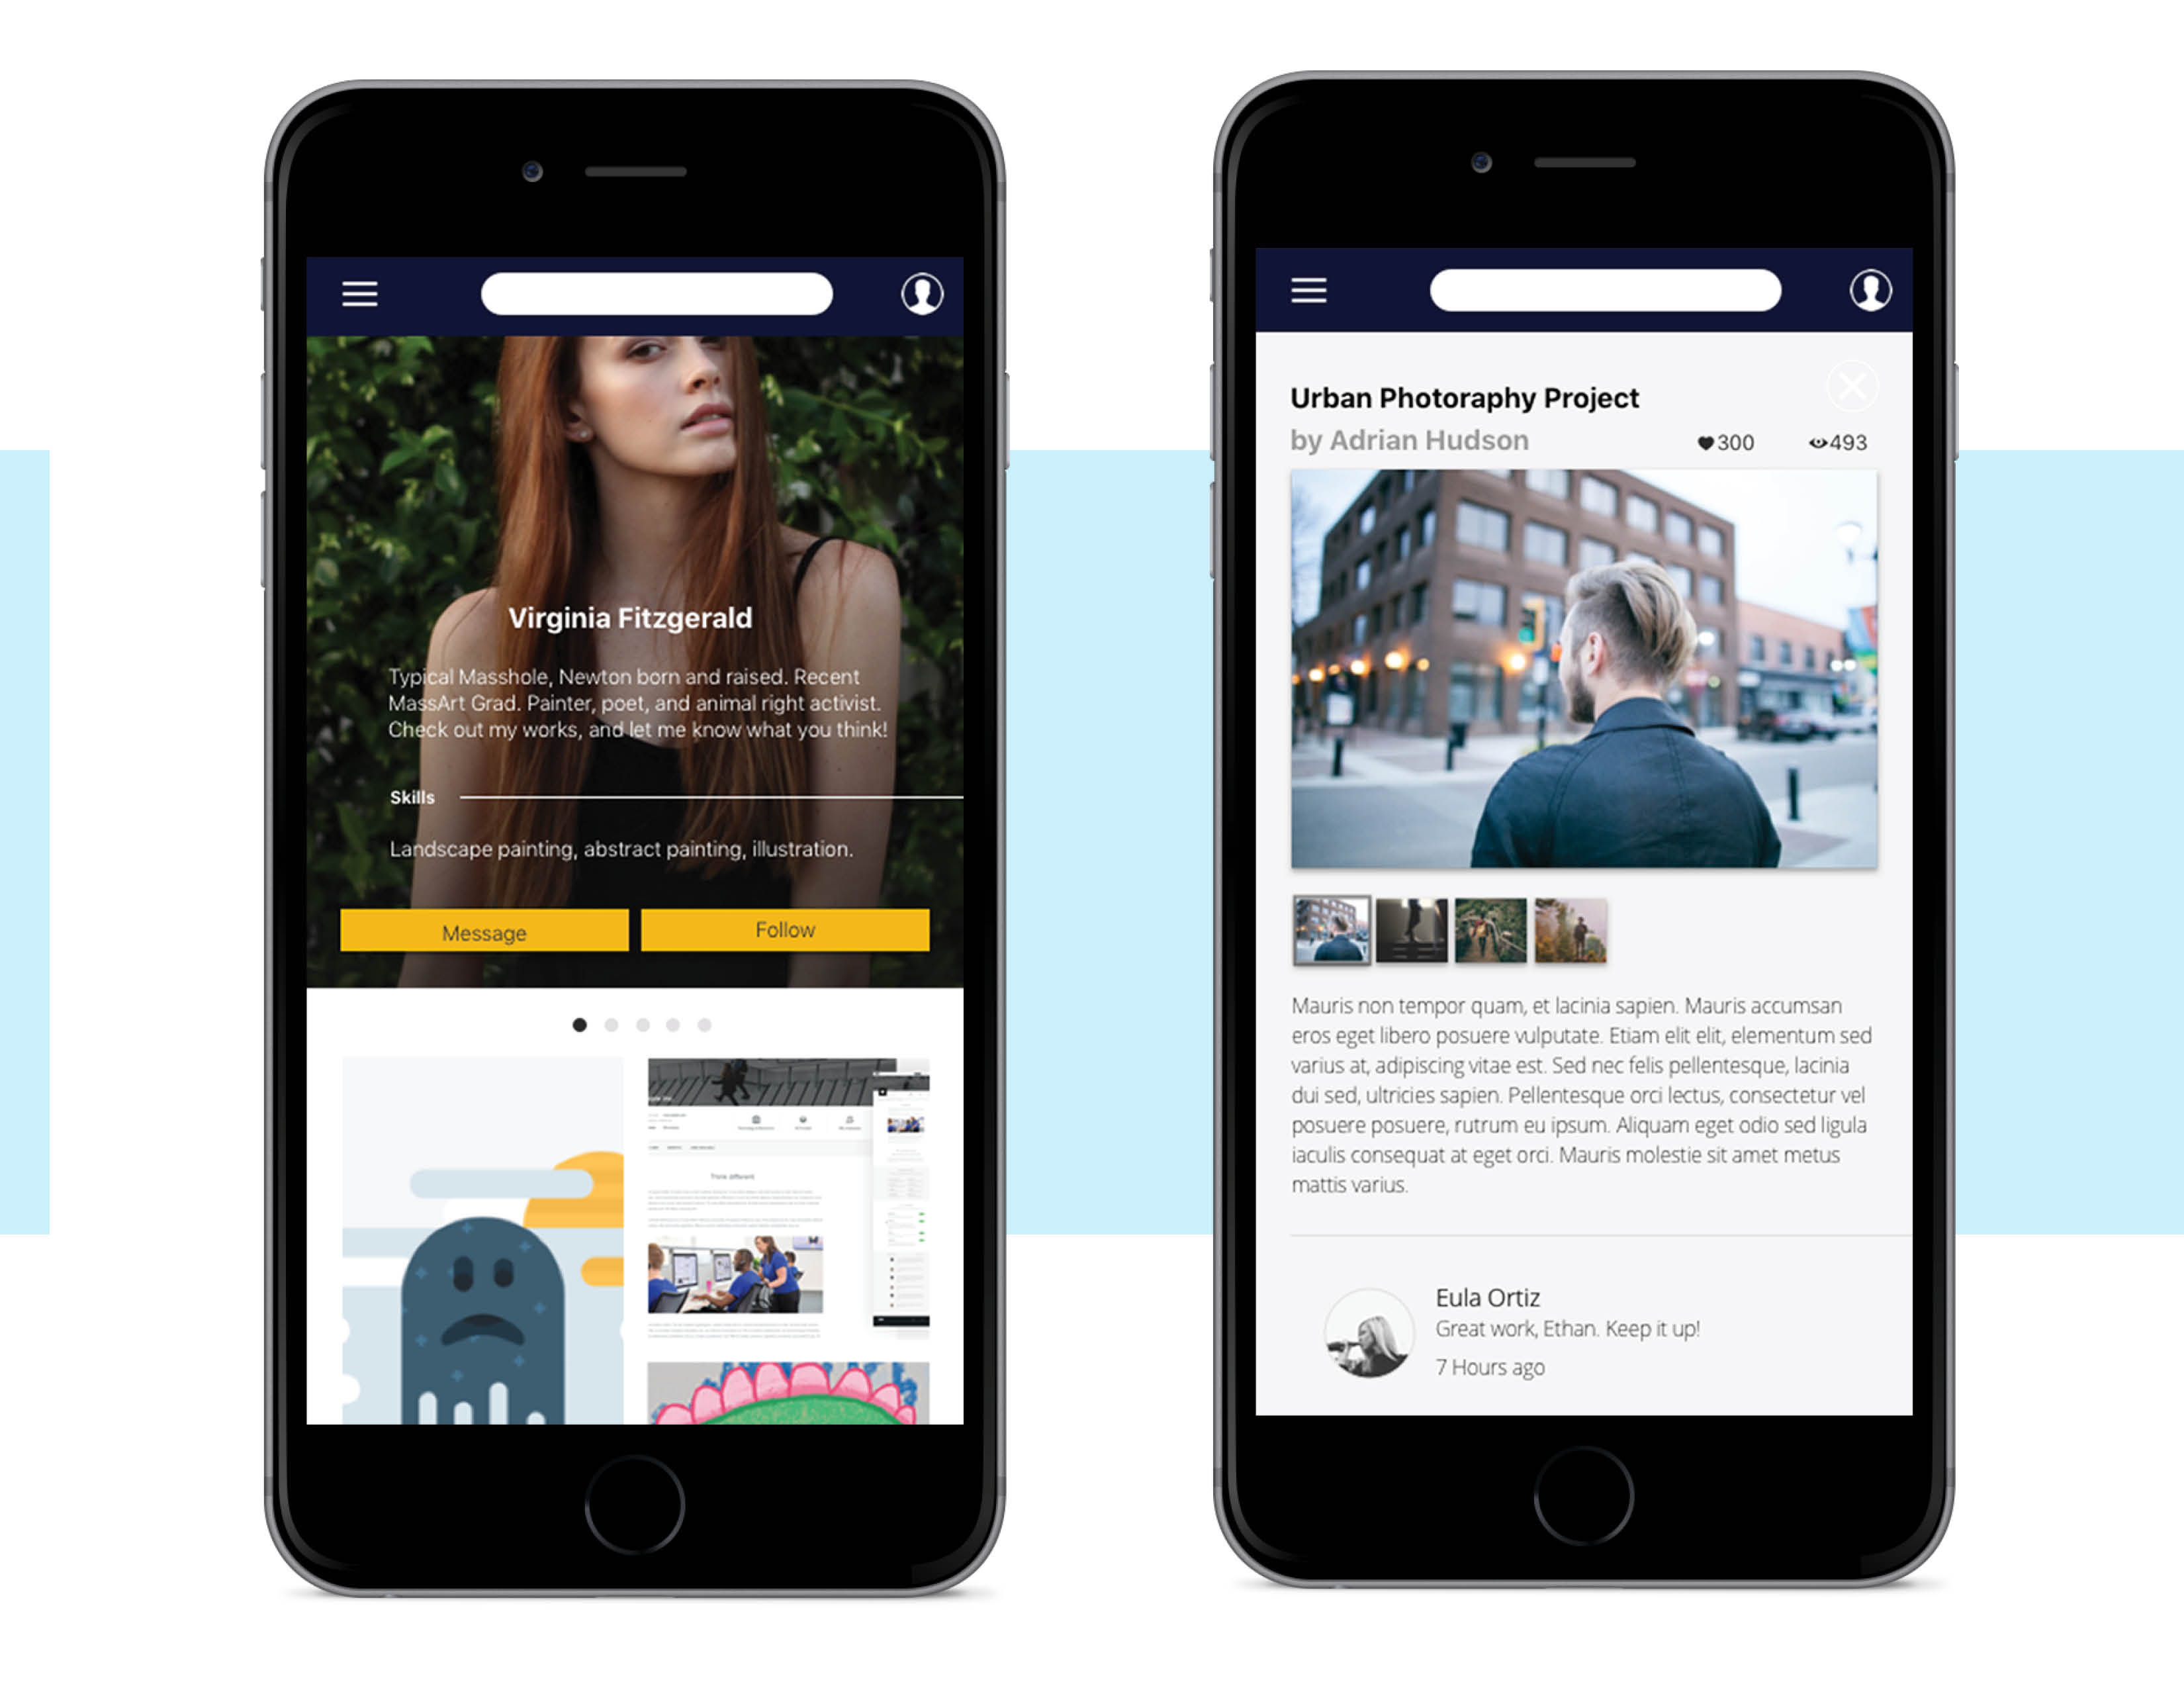 Virginia Fitzgerald
Typical Masshole, Newton born and raised. Recent
MassArt Grad. Painter, poet, and animal right activist.
Check out my works, and let me know what you think!
Skills
Landscape painting, abstract painting, illustration.
Message
Follow
Think different
Urban Photoraphy Project
by Adrian Hudson
300
493
Mauris non tempor quam, et lacinia sapien. Mauris accumsan
eros eget libero posuere vulputate. Etiam elit elit, elementum sed
varius at, adipiscing vitae est. Sed nec felis pellentesque, lacinia
dui sed, ultricies sapien. Pellentesque orci lectus, consectetur vel
posuere posuere, rutrum eu ipsum. Aliquam eget odio sed ligula
iaculis consequat at eget orci. Mauris molestie sit amet metus
mattis varius.
Eula Ortiz
Great work, Ethan. Keep it up!
7 Hours ago